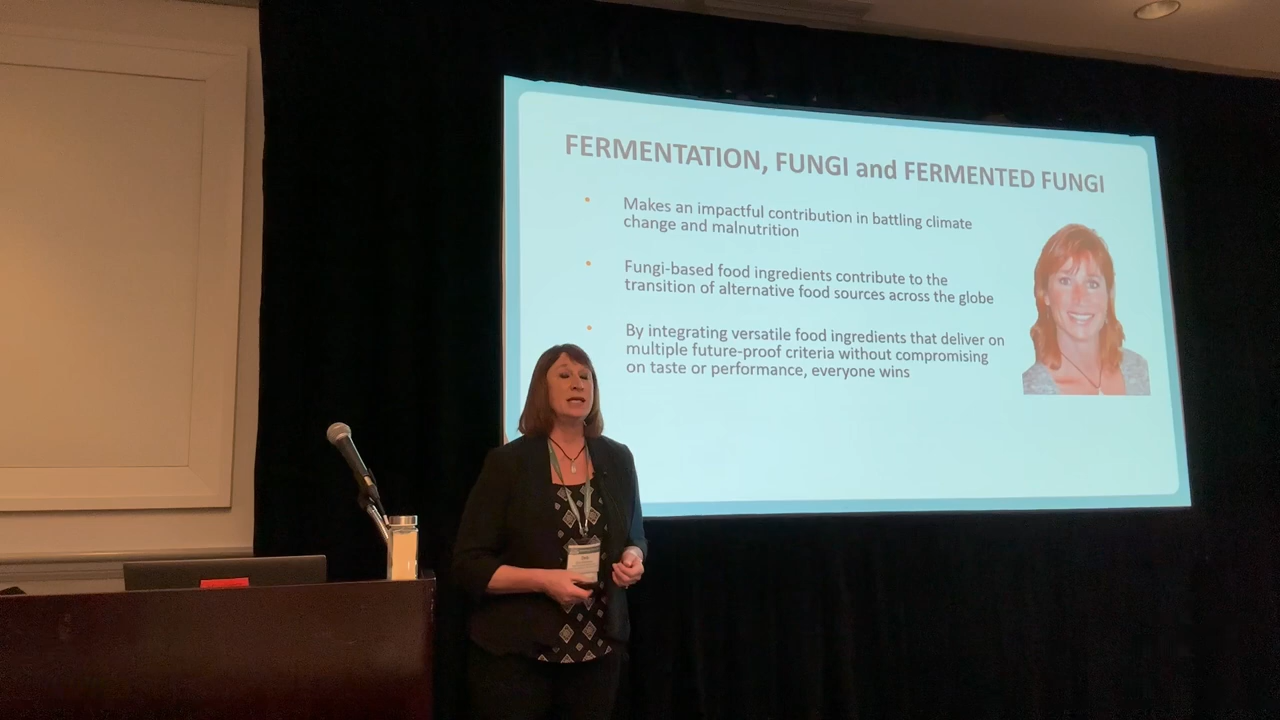 FERMENTATION, FUNGI and FERMENTED FUNGI
Makes an impactful contribution in battling climate
change and malnutrition
Fungi-based food ingredients contribute to the
transition of alternative food sources across the globe
By integrating versatile food ingredients that deliver on
multiple future-proof criteria without compromising
on taste or performance, everyone wins